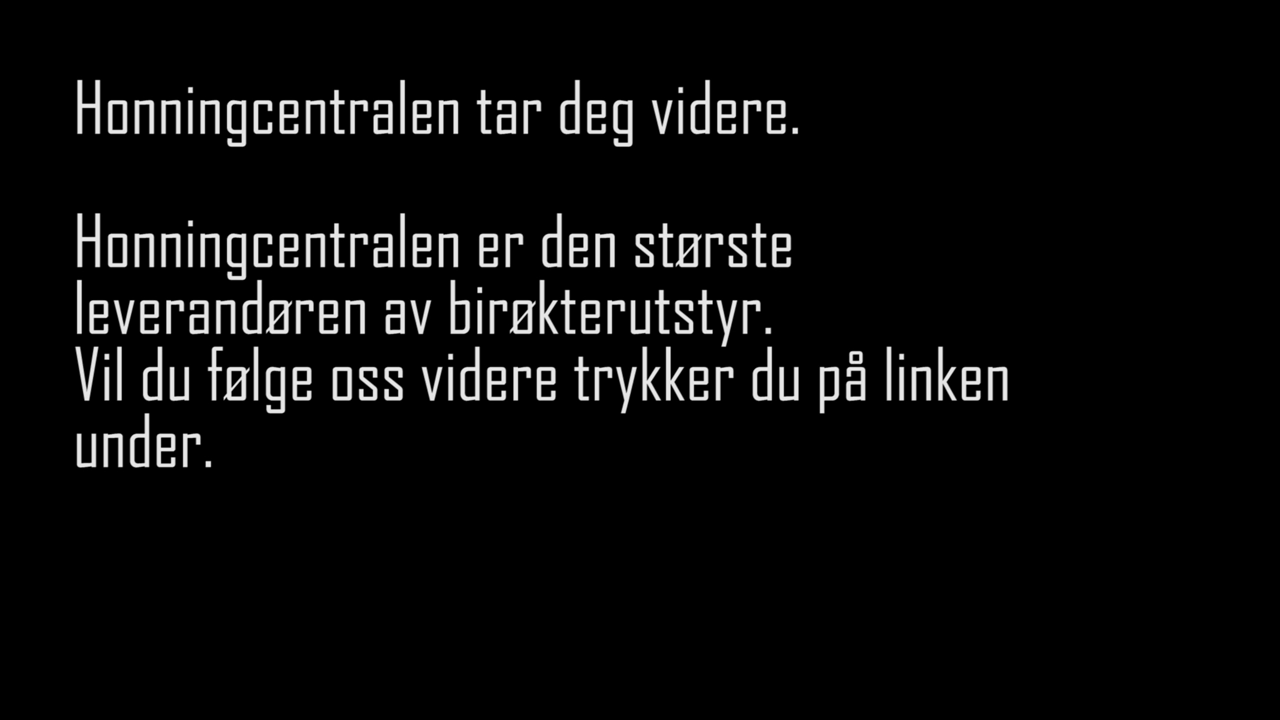 Honningcentralen tar deg videre.
Honningcentralen er den største
leverandøren av birøkterutstyr.
Vil du følge oss videre trykker du på linken
under.